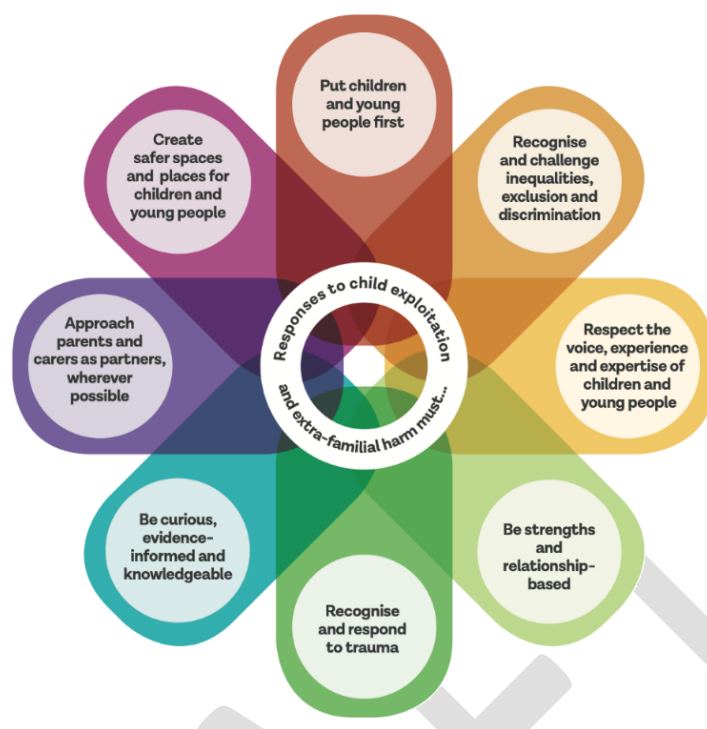 Put children
and young
people first
Recognise
and challenge
inequalities,
exclusion and
discrimination
Respect the
voice, experience
and expertise of
children and
young people
Be strengths
and
relationship-
based
Recognise
and respond
to trauma
Be curious,
evidence-
informed and
knowledgeable
Approach
parents and
carers as partners,
wherever
possible
Create
safer spaces
and places for
children and
young people
Responses to child exploitation
and extra-familial harm must...